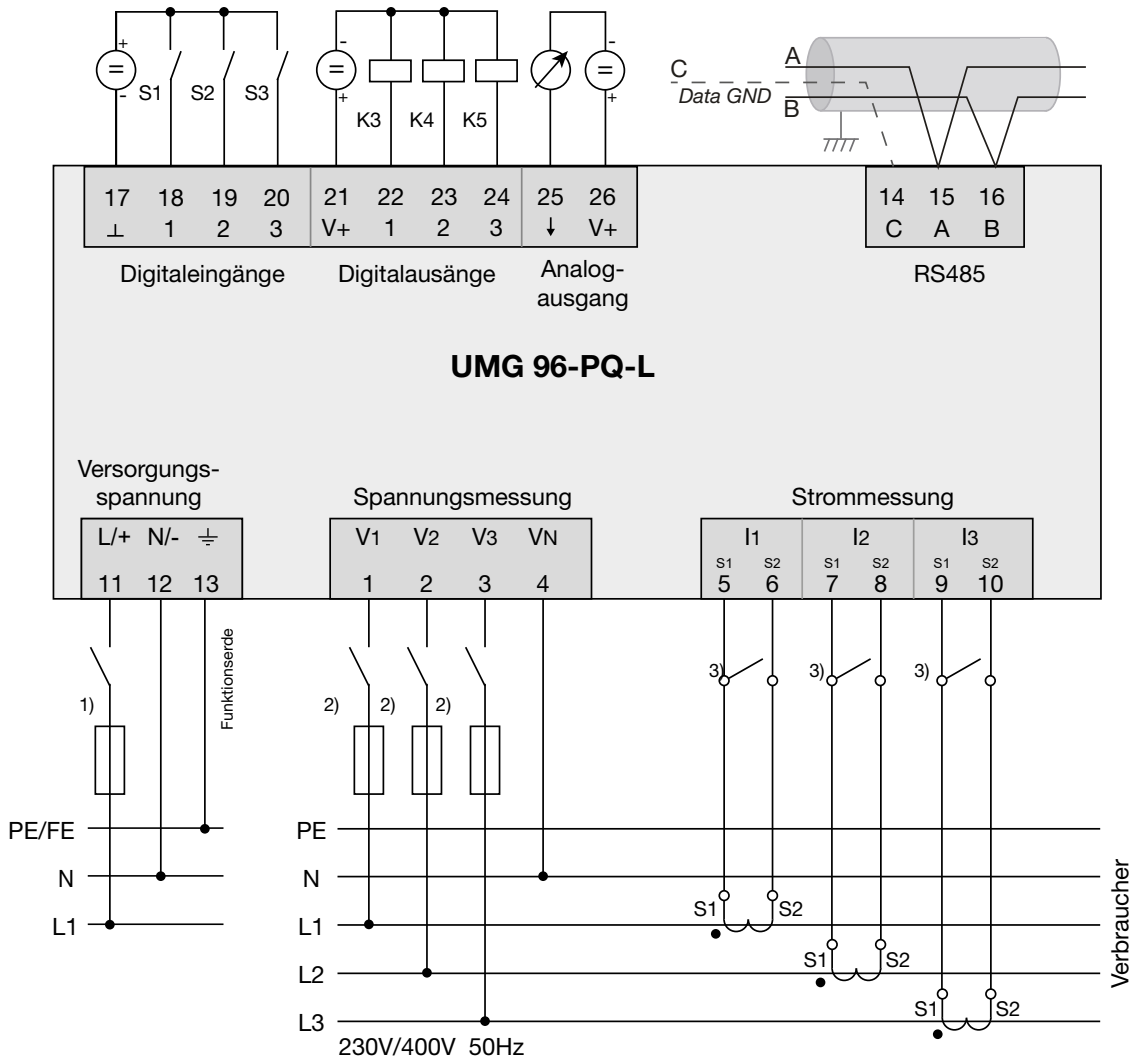 + - +
= = =
- + -
S1 S2 S3
K3 K4 K5
A
C
Data GND
B
17 18 19 20 21 22 23 24 25 26
⊥ 1 2 3 V+ 1 2 3 ↓ V+
14 15 16
C A B
Digitaleingänge Digitalausänge Analog-
ausgang
RS485
UMG 96-PQ-L
Versorgungs-
spannung
Spannungsmessung
Strommessung
L/+ N/- ⏚
11 12 13
V1 V2 V3 VN
1 2 3 4
I1 I2 I3
S1 S2 S1 S2 S1 S2
5 6 7 8 9 10
Funktionserde
1) 2) 2) 2)
3) 3) 3)
PE/FE
N
L1
PE
N
L1
L2
L3
S1 S2
S1 S2
S1 S2
Verbraucher
230V/400V 50Hz